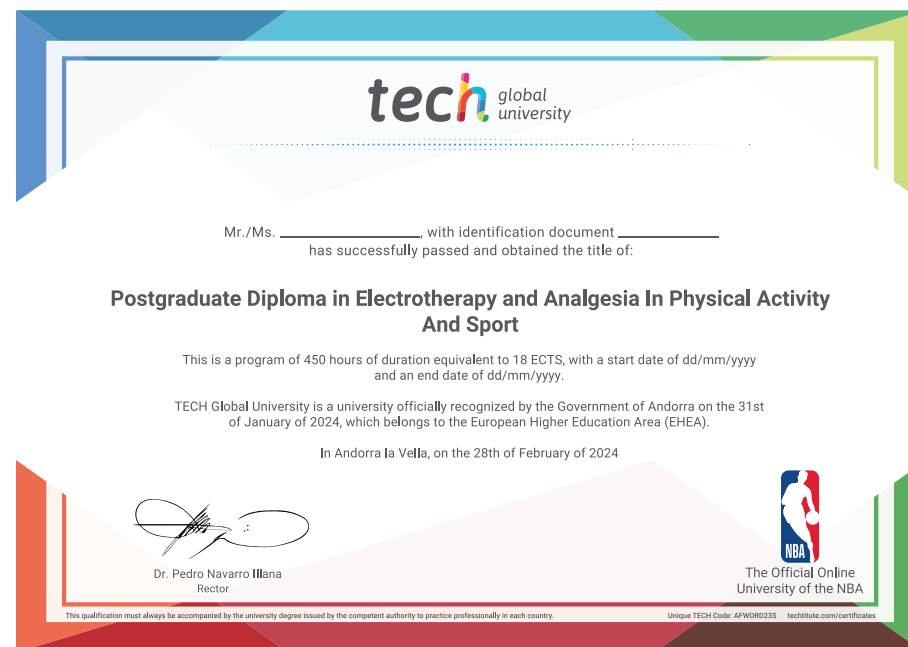 tech global
university
Mr./Ms. ____________________, with identification document ______________
has successfully passed and obtained the title of:
Postgraduate Diploma in Electrotherapy and Analgesia In Physical Activity
And Sport
This is a program of 450 hours of duration equivalent to 18 ECTS, with a start date of dd/mm/yyyy
and an end date of dd/mm/yyyy.
TECH Global University is a university officially recognized by the Government of Andorra on the 31st
of January of 2024, which belongs to the European Higher Education Area (EHEA).
In Andorra la Vella, on the 28th of February of 2024
Dr. Pedro Navarro Illana
Rector
NBA
The Official Online
University of the NBA
This qualification must always be accompanied by the university degree issued by the competent authority to practice professionally in each country.
Unique TECH Code: AFWORD23S techtitute.com/certificates